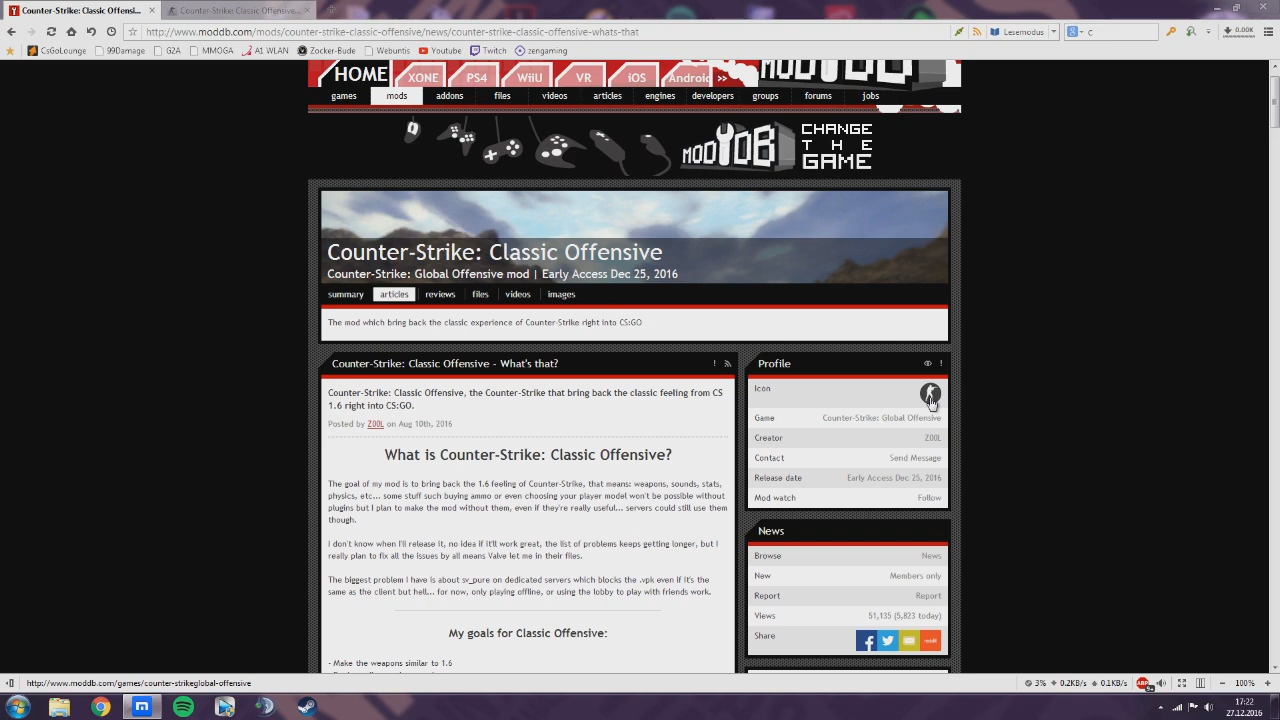 Counter-Strike: Classic Offensi...
Counter-Strike Classic Offensive...
http://www.moddb.com/mods/counter-strike-classic-offensive/news/counter-strike-classic-offensive-whats-that
Lesemodus
C
0.00K
CsGoLounge
99Damage
G2A
MMOGA
A1 WLAN
Zocker-Bude
Webuntis
Youtube
Twitch
zengaming
HOME
XONE
PS4
WiiU
VR
iOS
Android
>>
games
mods
addons
files
videos
articles
engines
developers
groups
forums
jobs
MOD DB
CHANGE
THE
GAME
Counter-Strike: Classic Offensive
Counter-Strike: Global Offensive mod | Early Access Dec 25, 2016
summary
articles
reviews
files
videos
images
The mod which bring back the classic experience of Counter-Strike right into CS:GO
Counter-Strike: Classic Offensive - What's that?
Counter-Strike: Classic Offensive, the Counter-Strike that bring back the classic feeling from CS
1.6 right into CS:GO.
Posted by Z00L on Aug 10th, 2016
What is Counter-Strike: Classic Offensive?
The goal of my mod is to bring back the 1.6 feeling of Counter-Strike, that means: weapons, sounds, stats,
physics, etc... some stuff such buying ammo or even choosing your player model won't be possible without
plugins but I plan to make the mod without them, even if they're really useful... servers could still use them
though.
I don't know when I'll release it, no idea if it'll work great, the list of problems keeps getting longer, but I
really plan to fix all the issues by all means Valve let me in their files.
The biggest problem I have is about sv_pure on dedicated servers which blocks the .vpk even if it's the
same as the client but hell... for now, only playing offline, or using the lobby to play with friends work.
My goals for Classic Offensive:
- Make the weapons similar to 1.6
Profile
Icon
Game Counter-Strike: Global Offensive
Creator Z00L
Contact Send Message
Release date Early Access Dec 25, 2016
Mod watch Follow
News
Browse News
New Members only
Report Report
Views 51,135 (5,823 today)
Share
reddit
http://www.moddb.com/games/counter-strikeglobal-offensive
3%
0.2KB/s
0.1KB/s
ABP
100%
17:22
27.12.2016